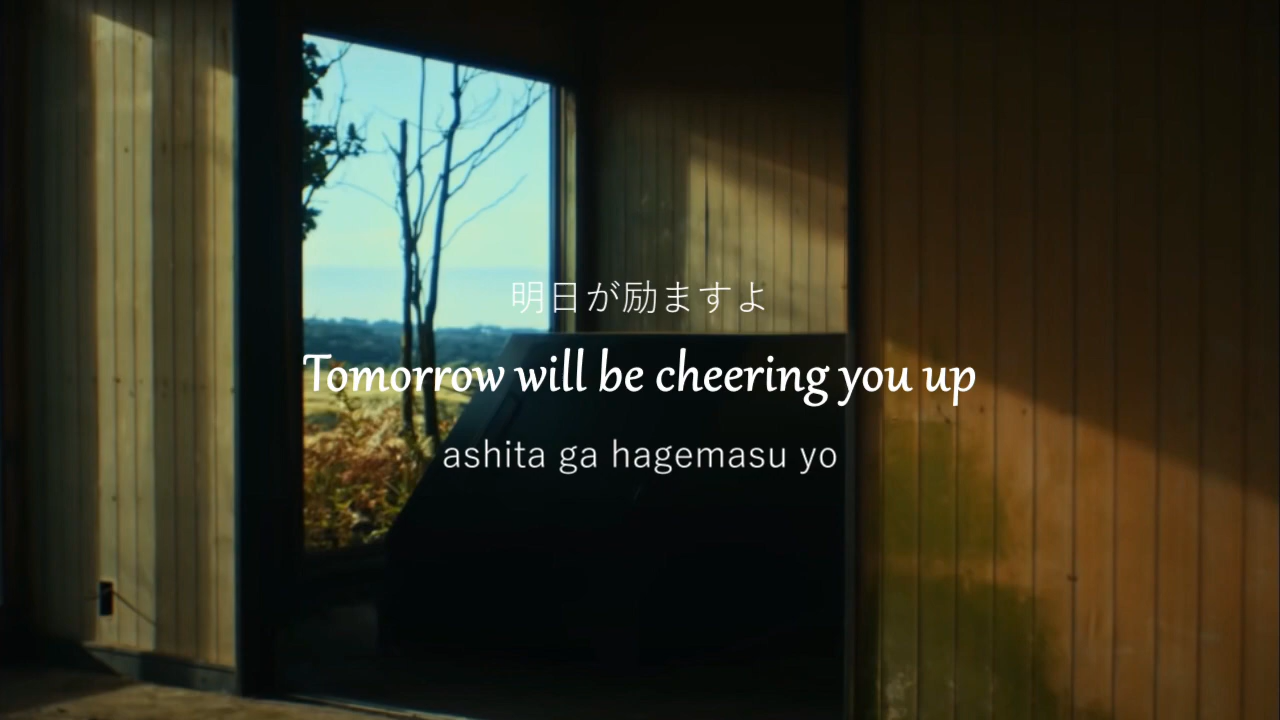 明日が励ますよ
Tomorrow will be cheering you up
ashita ga hagemasu yo